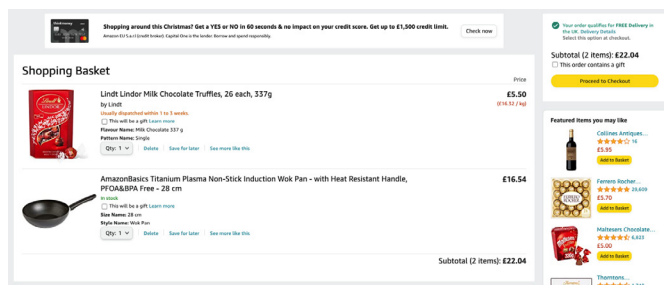 Shopping around this Christmas? Get a YES or NO in 60 seconds & no impact on your credit score. Get up to £1,500 credit limit.
Amazon EU S.a.r.l (credit broker). Capital One is the lender. Borrow and spend responsibly.
Check now
Shopping Basket
Price
Lindt Lindor Milk Chocolate Truffles, 26 each, 337g
£5.50
(£16.32 / kg)
by Lindt
Usually dispatched within 1 to 3 weeks.
This will be a gift Learn more
Flavour Name: Milk Chocolate 337 g
Pattern Name: Single
Qty: 1
Delete
Save for later
See more like this
AmazonBasics Titanium Plasma Non-Stick Induction Wok Pan - with Heat Resistant Handle,
PFOA&BPA Free - 28 cm
£16.54
In stock
This will be a gift Learn more
Size Name: 28 cm
Style Name: Wok Pan
Qty: 1
Delete
Save for later
See more like this
Subtotal (2 items): £22.04
Your order qualifies for FREE Delivery in
the UK. Delivery Details
Select this option at checkout.
Subtotal (2 items): £22.04
This order contains a gift
Proceed to Checkout
Featured items you may like
Collines Antiques...
16
£5.95
Add to Basket
Ferrero Rocher...
£5.70
Add to Basket
Maltesers Chocolate...
6,823
£5.00
Add to Basket
Thorntons...